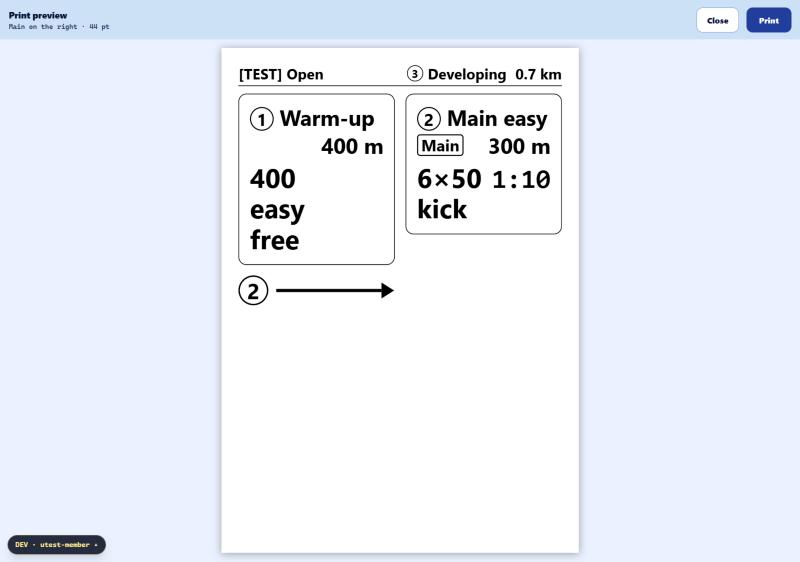 Print preview
Main on the right · 44 pt
Close
Print
[TEST] Open
3 Developing 0.7 km
1 Warm-up
400 m
400
easy
free
2
2 Main easy
Main 300 m
6×50 1:10
kick
DEV · utest-member